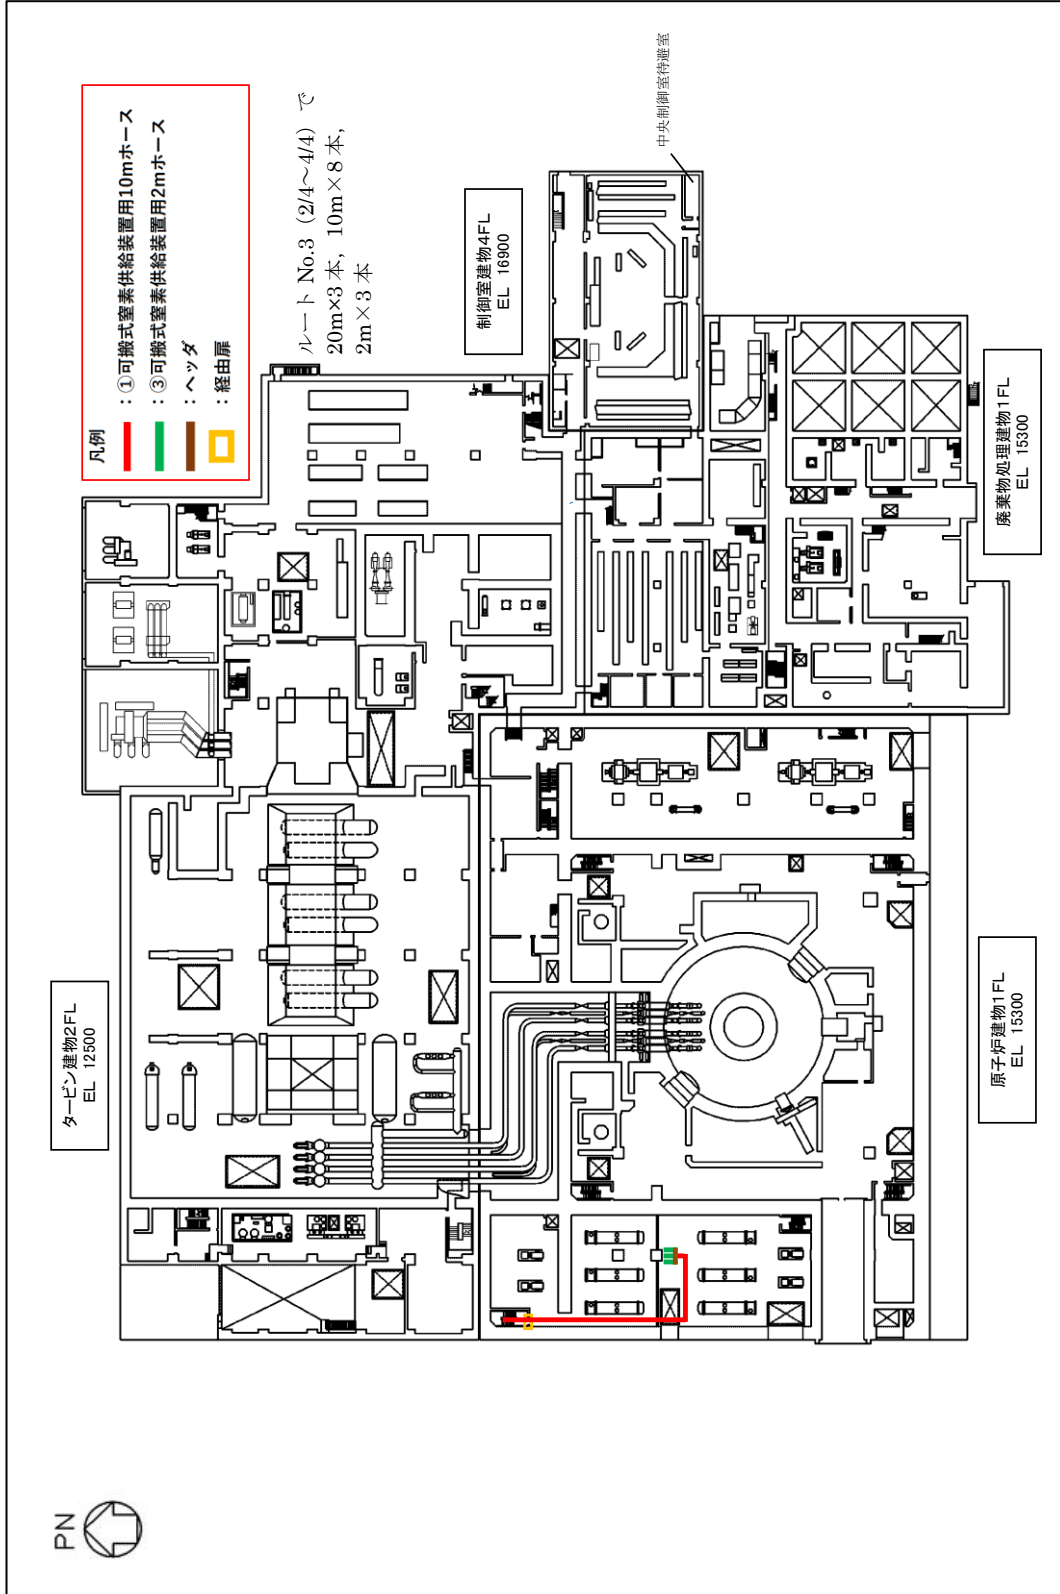 凡例
：①可搬式窒素供給装置用10mホース
：③可搬式窒素供給装置用2mホース
：ヘッダ
：経由扉
ルート No.3（2/4～4/4）で
20m×3 本，10m×8 本，
2m×3 本
中央制御室待避室
制御室建物4FL
EL 16900
廃棄物処理建物1FL
EL 15300
タービン建物2FL
EL 12500
原子炉建物1FL
EL 15300
PN